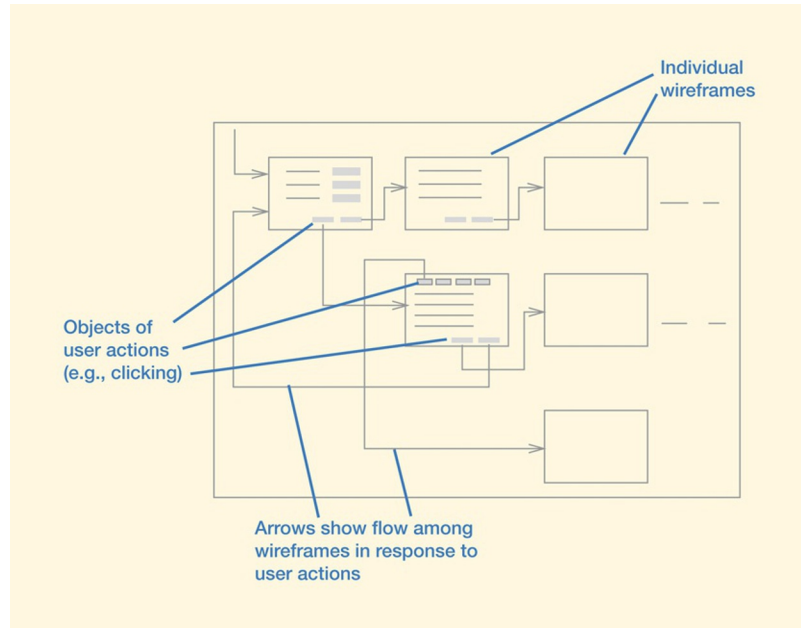 Individual
wireframes
Objects of
user actions
(e.g., clicking)
Arrows show flow among
wireframes in response to
user actions